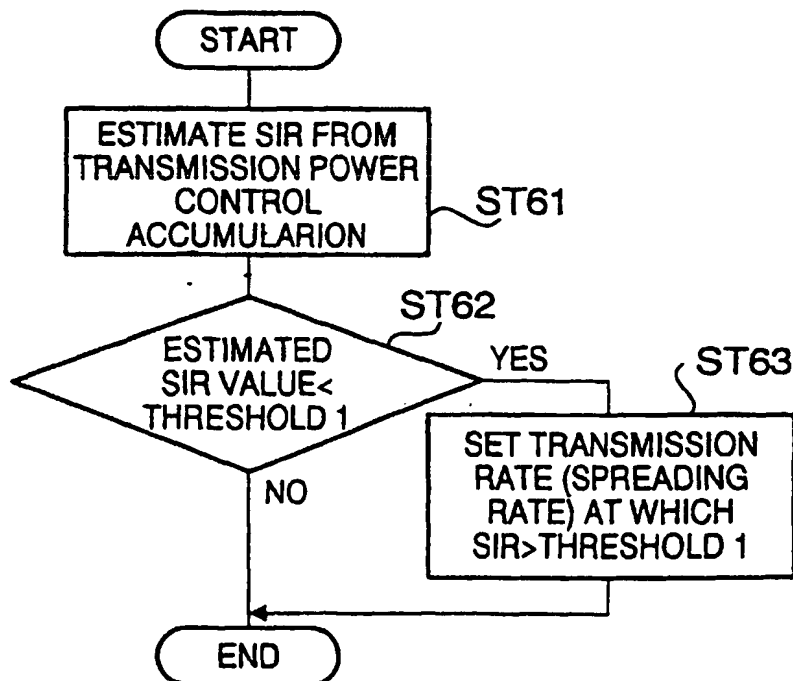 START
ESTIMATE SIR FROM
TRANSMISSION POWER
CONTROL
ACCUMULARION
ST61
ST62
ESTIMATED
SIR VALUE<
THRESHOLD 1
YES
ST63
SET TRANSMISSION
RATE (SPREADING
RATE) AT WHICH
SIR>THRESHOLD 1
NO
END